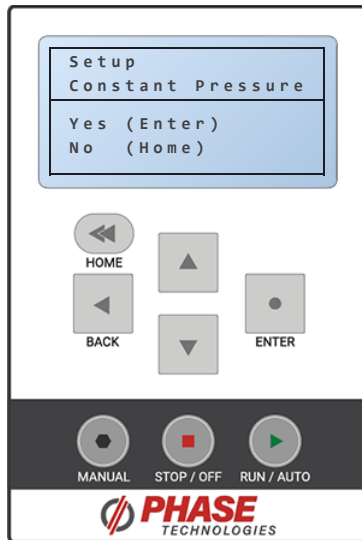 Setup
Constant Pressure
Yes (Enter)
No (Home)
HOME
BACK
ENTER
MANUAL
STOP / OFF
RUN / AUTO
PHASE
TECHNOLOGIES